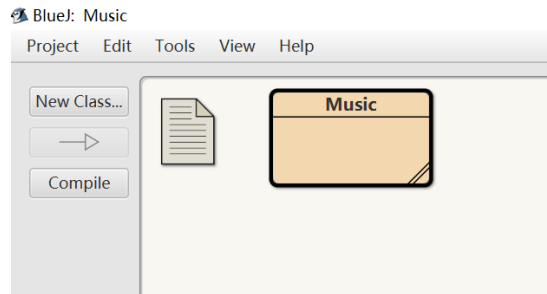 BlueJ: Music
Project Edit Tools View Help
New Class...
Music
Compile